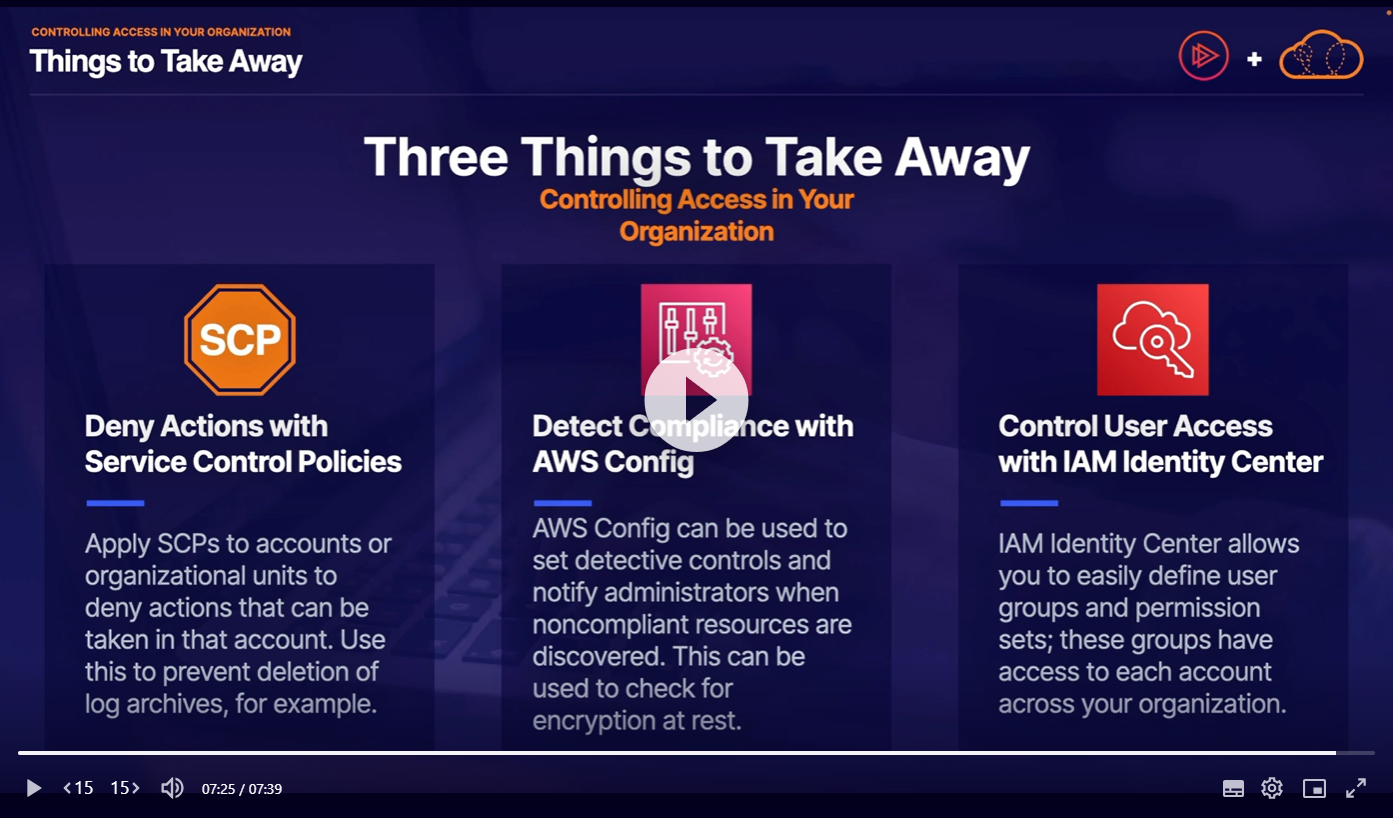 CONTROLLING ACCESS IN YOUR ORGANIZATION
Things to Take Away
+
Three Things to Take Away
Controlling Access in Your
Organization
SCP
Deny Actions with
Service Control Policies
Apply SCPs to accounts or
organizational units to
deny actions that can be
taken in that account. Use
this to prevent deletion of
log archives, for example.
Detect Compliance with
AWS Config
AWS Config can be used to
set detective controls and
notify administrators when
noncompliant resources are
discovered. This can be
used to check for
encryption at rest.
Control User Access
with IAM Identity Center
IAM Identity Center allows
you to easily define user
groups and permission
sets; these groups have
access to each account
across your organization.
15 15 07:25 / 07:39